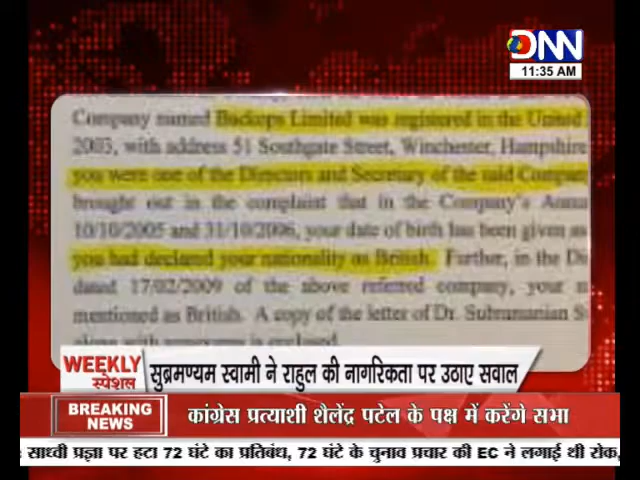 DNN
11:35 AM
Company named Backops Limited was registered in the United
2003, with address 51 Southgate Street, Winchester, Hampshire
you were one of the Directors and Secretary of the said Company
brought out in the complaint that in the Company's Annu
10/10/2005 and 31/10/2006, your date of birth has been given as
you had declared your nationality as British. Further, in the Di
dated 17/02/2009 of the above referred company, your n
mentioned as British. A copy of the letter of Dr. Subramanian S
WEEKLY
स्पेशल
सुब्रमण्यम स्वामी ने राहुल की नागरिकता पर उठाए सवाल
BREAKING
NEWS
कांग्रेस प्रत्याशी शैलेंद्र पटेल के पक्ष में करेंगे सभा
साध्वी प्रज्ञा पर हटा 72 घंटे का प्रतिबंध, 72 घंटे के चुनाव प्रचार की EC ने लगाई थी रोक,